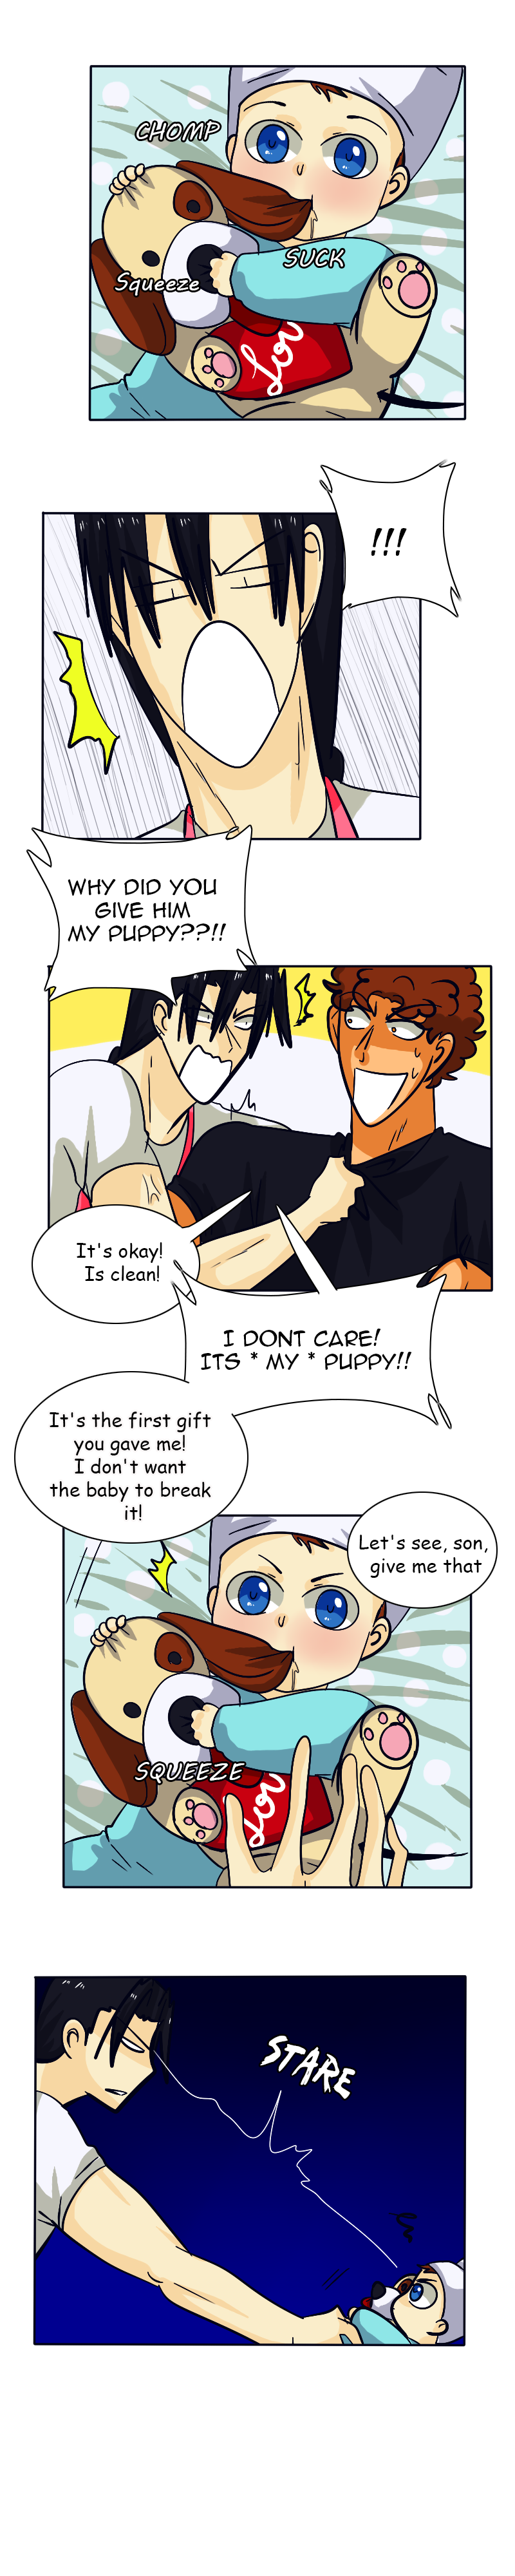 CHOMP
SUCK
Squeeze
Lov
!!!
WHY DID YOU
GIVE HIM
MY PUPPY??!!
It's okay!
Is clean!
I DONT CARE!
ITS * MY * PUPPY!!
It's the first gift
you gave me!
I don't want
the baby to break
it!
Let's see, son,
give me that
SQUEEZE
Lov
STARE